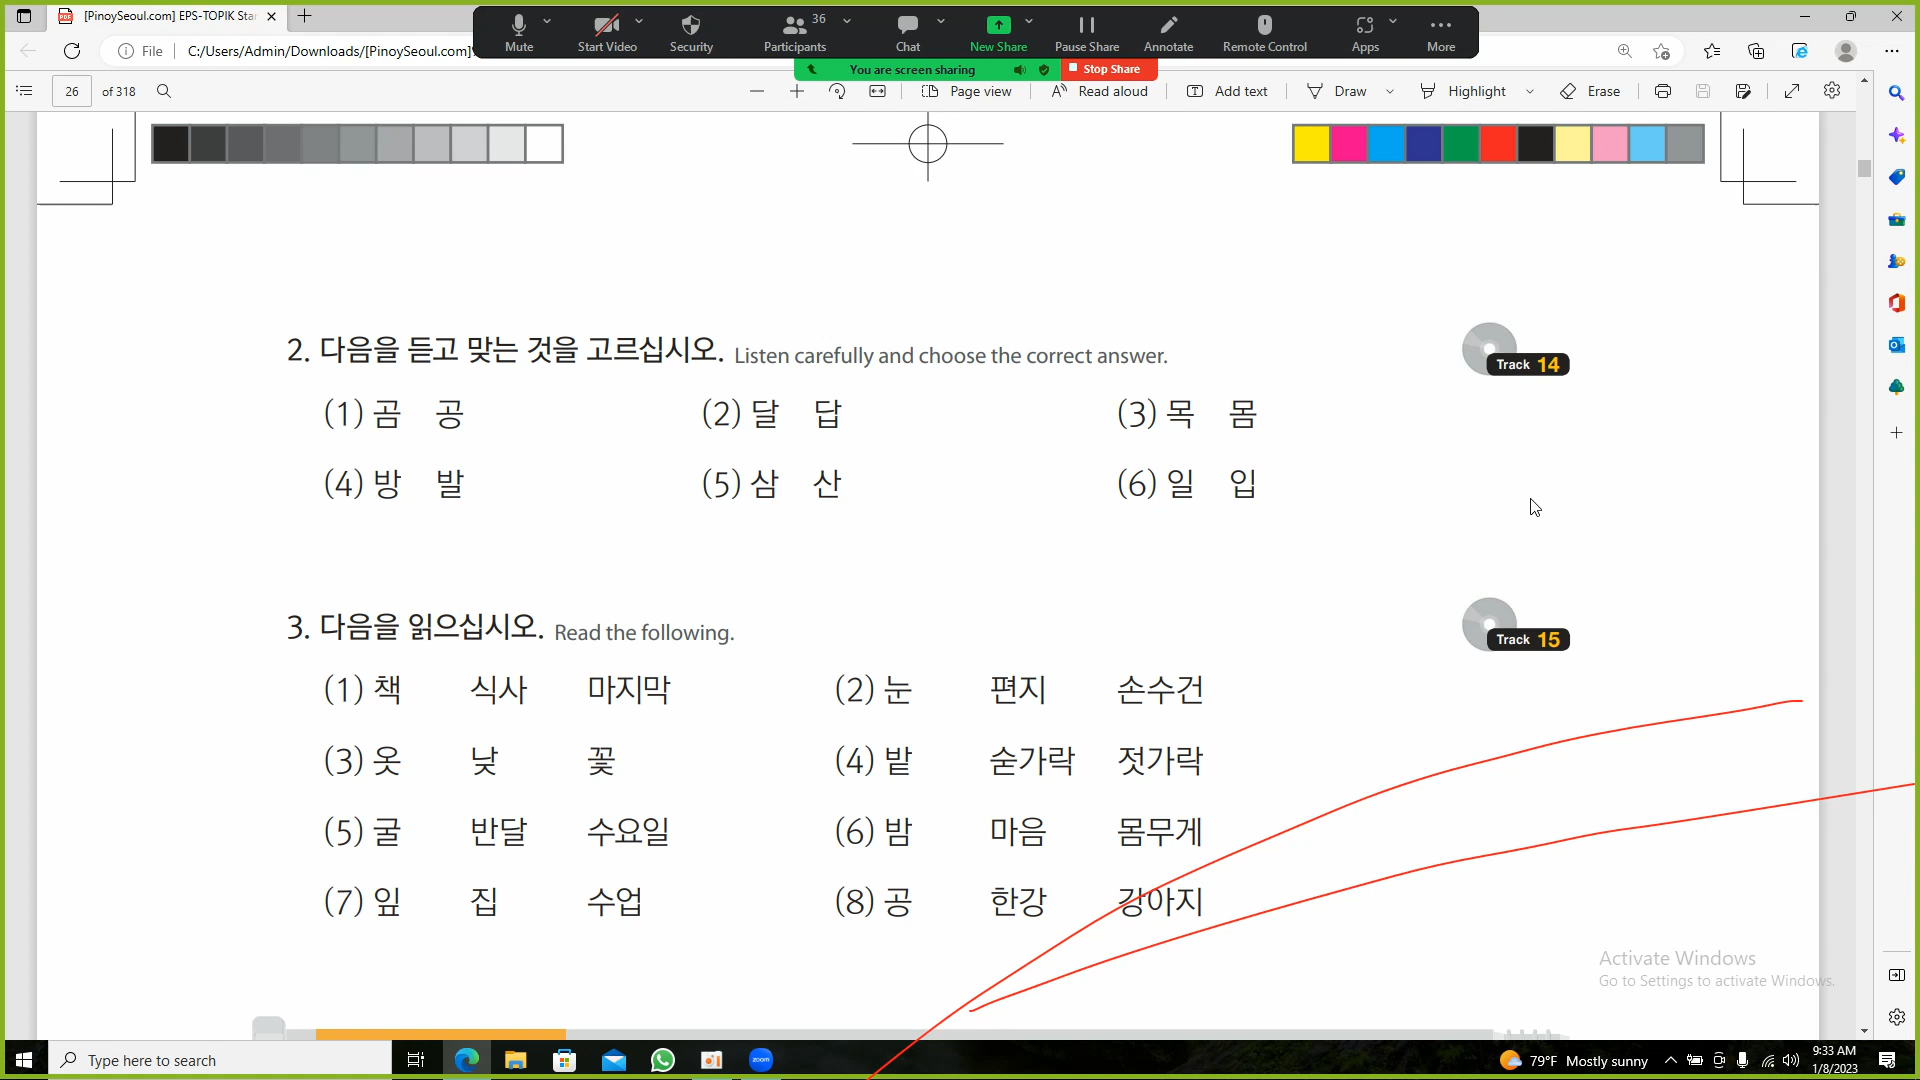 [PinoySeoul.com] EPS-TOPIK Sta
File
C:/Users/Admin/Downloads/[PinoySeoul.com]
Mute
Start Video
Security
36
Participants
Chat
New Share
Pause Share
Annotate
Remote Control
Apps
More
You are screen sharing
Stop Share
26
of 318
Page view
Read aloud
Add text
Draw
Highlight
Erase
2. 다음을 듣고 맞는 것을 고르십시오. Listen carefully and choose the correct answer.
Track 14
(1) 곰 공 (2) 달 답 (3) 목 몸
(4) 방 발 (5) 삼 산 (6) 일 입
3. 다음을 읽으십시오. Read the following.
Track 15
(1) 책 식사 마지막 (2) 눈 편지 손수건
(3) 옷 낮 꽃 (4) 밭 숟가락 젓가락
(5) 굴 반달 수요일 (6) 밤 마음 몸무게
(7) 잎 집 수업 (8) 공 한강 강아지
Activate Windows
Go to Settings to activate Windows.
Type here to search
zoom
79°F Mostly sunny
9:33 AM
1/8/2023